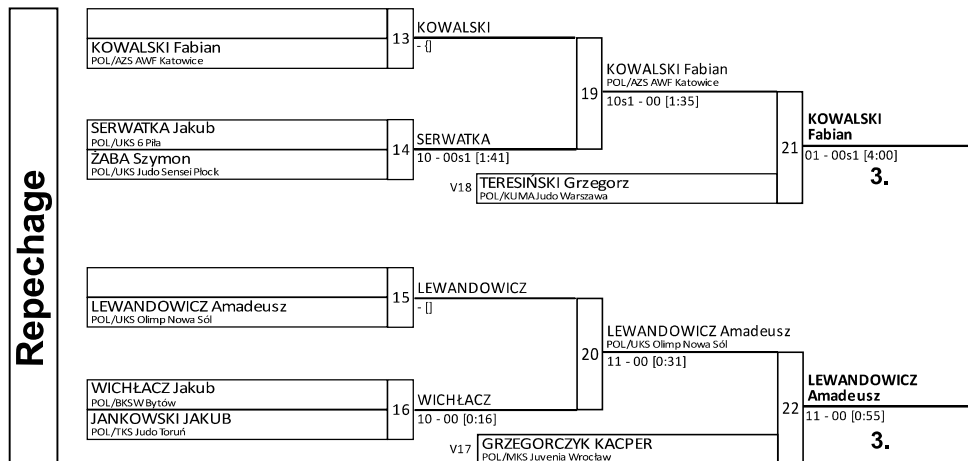 Repechage
13
KOWALSKI
- {]
KOWALSKI Fabian
POL/AZS AWF Katowice
19
KOWALSKI Fabian
POL/AZS AWF Katowice
10s1 - 00 [1:35]
SERWATKA Jakub
POL/UKS 6 Piła
14
SERWATKA
10 - 00s1 [1:41]
ŻABA Szymon
POL/UKS Judo Sensei Płock
21
KOWALSKI
Fabian
01 - 00s1 [4:00]
3.
V18
TERESIŃSKI Grzegorz
POL/KUMA Judo Warszawa
15
LEWANDOWICZ
- []
LEWANDOWICZ Amadeusz
POL/UKS Olimp Nowa Sól
20
LEWANDOWICZ Amadeusz
POL/UKS Olimp Nowa Sól
11 - 00 [0:31]
WICHŁACZ Jakub
POL/BKSW Bytów
16
WICHŁACZ
10 - 00 [0:16]
JANKOWSKI JAKUB
POL/TKS Judo Toruń
22
LEWANDOWICZ
Amadeusz
11 - 00 [0:55]
3.
V17
GRZEGORCZYK KACPER
POL/MKS Juvenia Wrocław